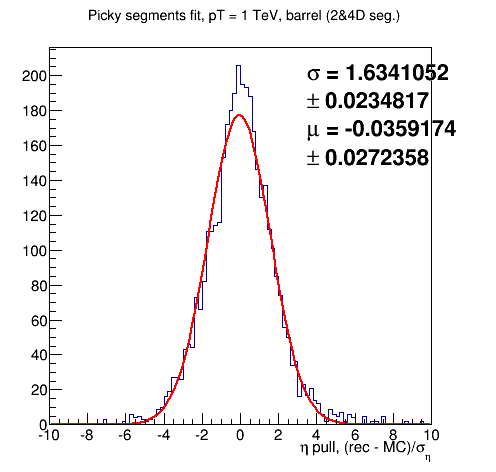 Picky segments fit, pT = 1 TeV, barrel (2&4D seg.)
σ = 1.6341052
± 0.0234817
μ = -0.0359174
± 0.0272358
200
180
160
140
120
100
80
60
40
20
0
-10 -8 -6 -4 -2 0 2 4 6 8 10
η pull, (rec - MC)/σ_η